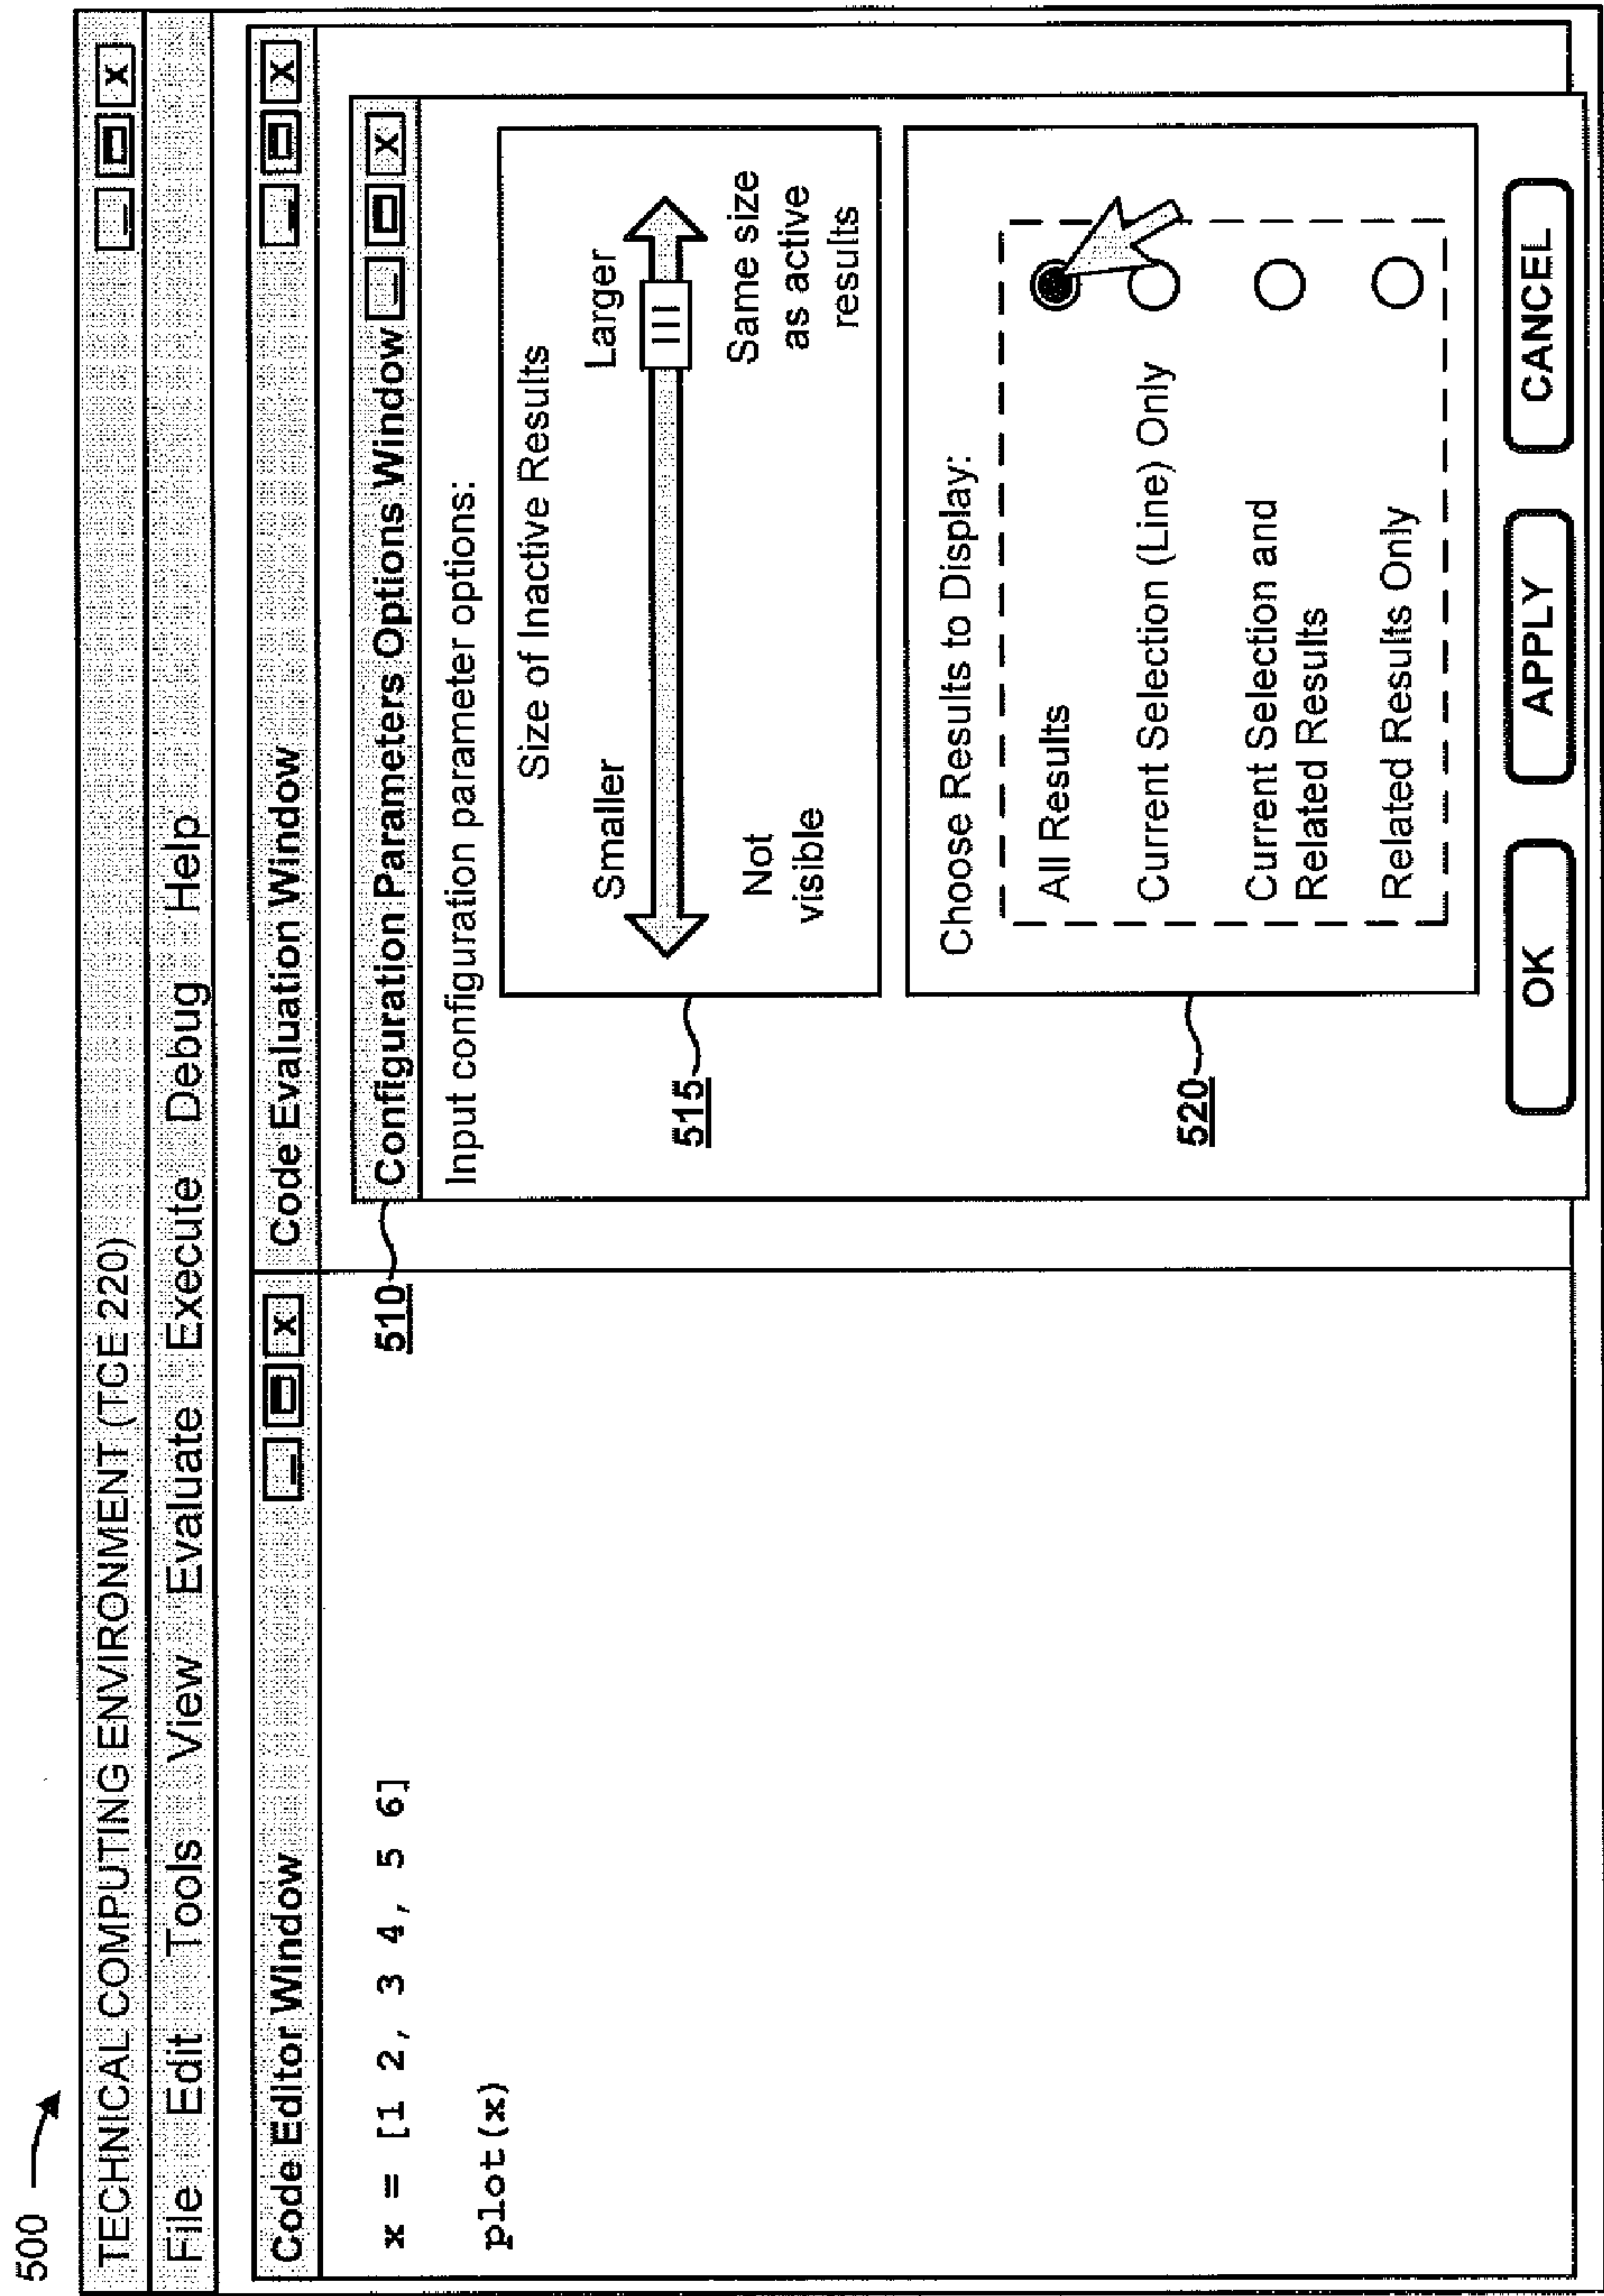 500
TECHNICAL COMPUTING ENVIRONMENT (TCE 220)
_ X
File Edit Tools View Evaluate Execute Debug Help
Code Editor Window
_ X
Code Evaluation Window
_ X
x = [1 2, 3 4, 5 6]
plot(x)
510
Configuration Parameters Options Window
_ X
Input configuration parameter options:
515
Size of Inactive Results
Smaller Larger
Not
visible
Same size
as active
results
520
Choose Results to Display:
All Results
Current Selection (Line) Only
Current Selection and
Related Results
Related Results Only
OK APPLY CANCEL